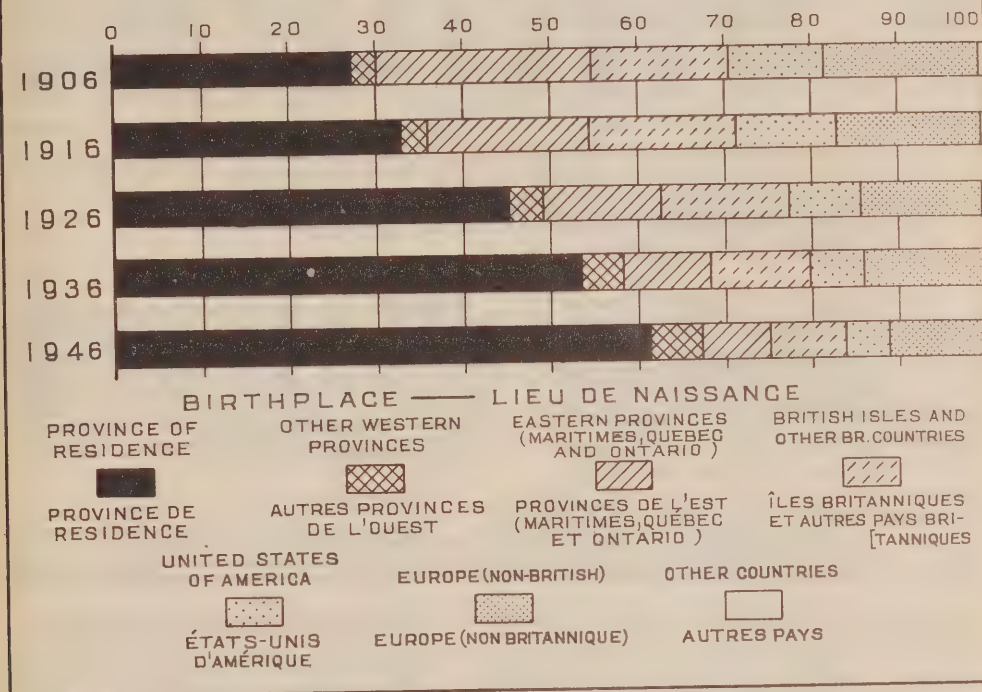 0 10 20 30 40 50 60 70 80 90 100
1906
1916
1926
1936
1946
BIRTHPLACE — LIEU DE NAISSANCE
PROVINCE OF
RESIDENCE
PROVINCE DE
RESIDENCE
OTHER WESTERN
PROVINCES
AUTRES PROVINCES
DE L'OUEST
EASTERN PROVINCES
(MARITIMES, QUEBEC
AND ONTARIO)
PROVINCES DE L'EST
(MARITIMES, QUÉBEC
ET ONTARIO)
BRITISH ISLES AND
OTHER BR. COUNTRIES
ÎLES BRITANNIQUES
ET AUTRES PAYS BRI-
[TANNIQUES
UNITED STATES
OF AMERICA
ÉTATS-UNIS
D'AMÉRIQUE
EUROPE (NON-BRITISH)
EUROPE (NON BRITANNIQUE)
OTHER COUNTRIES
AUTRES PAYS